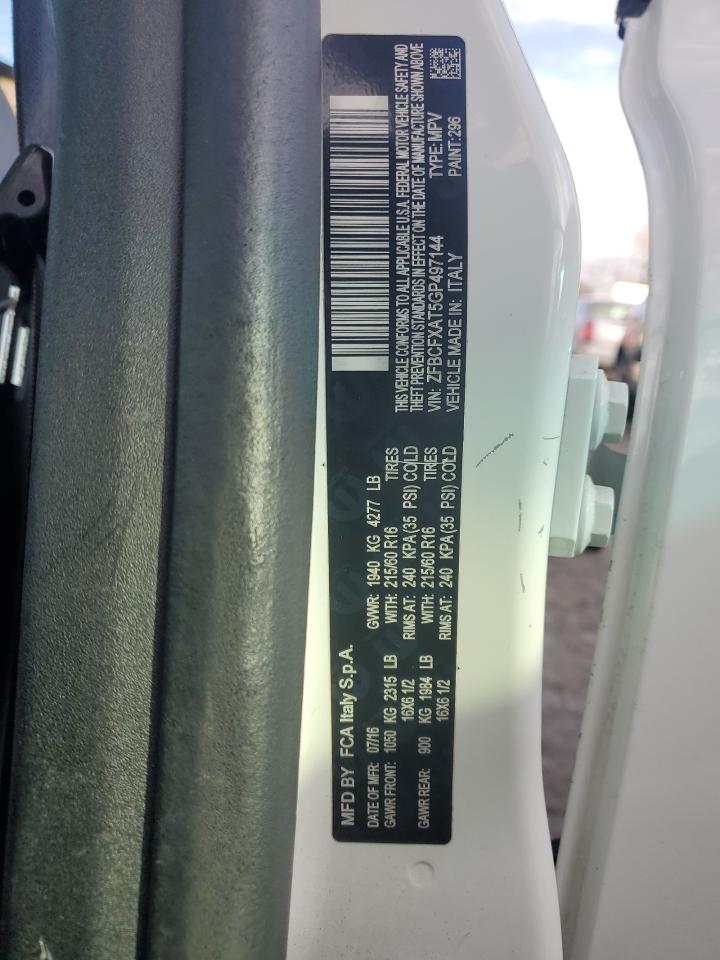 MFD BY FCA Italy S.p.A.
DATE OF MFR: 07/16 GVWR: 1940 KG 4277 LB
GAWR FRONT: 1050 KG 2315 LB WITH: 215/60 R16 TIRES
16X6 1/2 RIMS AT: 240 KPA(35 PSI) COLD
GAWR REAR: 900 KG 1984 LB WITH: 215/60 R16 TIRES
16X6 1/2 RIMS AT: 240 KPA(35 PSI) COLD
THIS VEHICLE CONFORMS TO ALL APPLICABLE U.S.A. FEDERAL MOTOR VEHICLE SAFETY AND
THEFT PREVENTION STANDARDS IN EFFECT ON THE DATE OF MANUFACTURE SHOWN ABOVE
VIN: ZFBCFXAT5GP497144 TYPE: MPV
VEHICLE MADE IN: ITALY PAINT:296